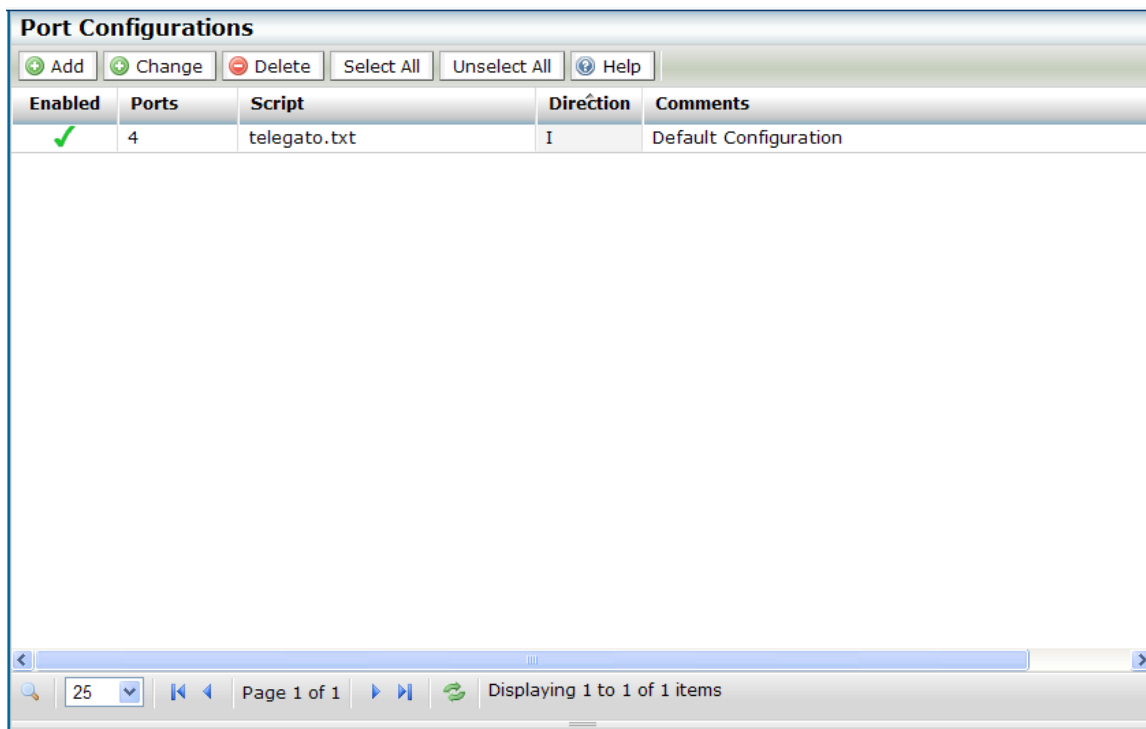 Port Configurations
Add Change Delete Select All Unselect All Help
Enabled Ports Script Direction Comments
4 telegato.txt I Default Configuration
25 Page 1 of 1 Displaying 1 to 1 of 1 items